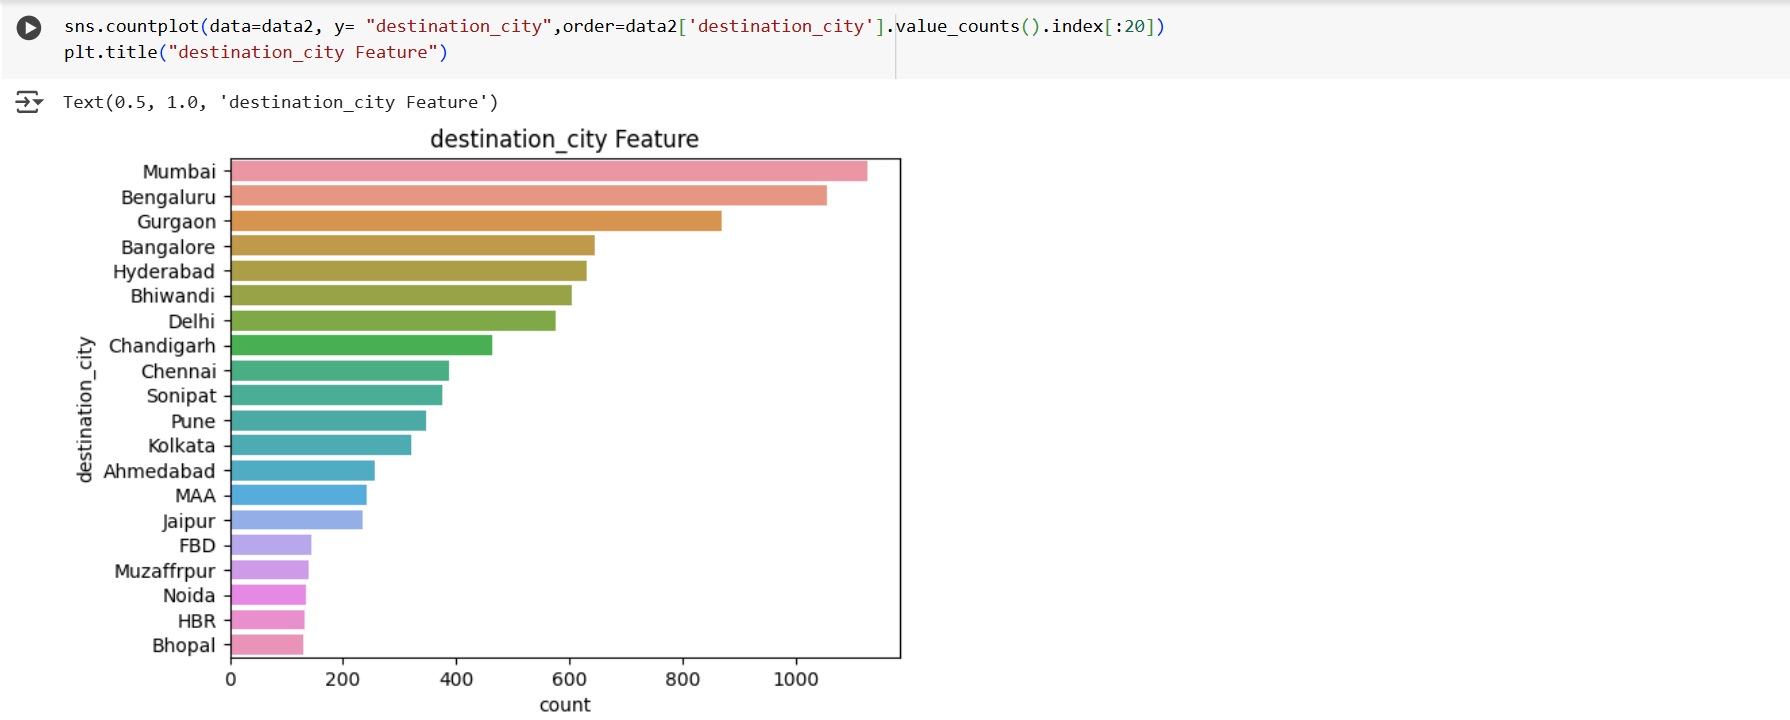 sns.countplot(data=data2, y= "destination_city",order=data2['destination_city'].value_counts().index[:20])
plt.title("destination_city Feature")
Text(0.5, 1.0, 'destination_city Feature')
destination_city Feature
destination_city
Mumbai
Bengaluru
Gurgaon
Bangalore
Hyderabad
Bhiwandi
Delhi
Chandigarh
Chennai
Sonipat
Pune
Kolkata
Ahmedabad
MAA
Jaipur
FBD
Muzaffrpur
Noida
HBR
Bhopal
0 200 400 600 800 1000
count